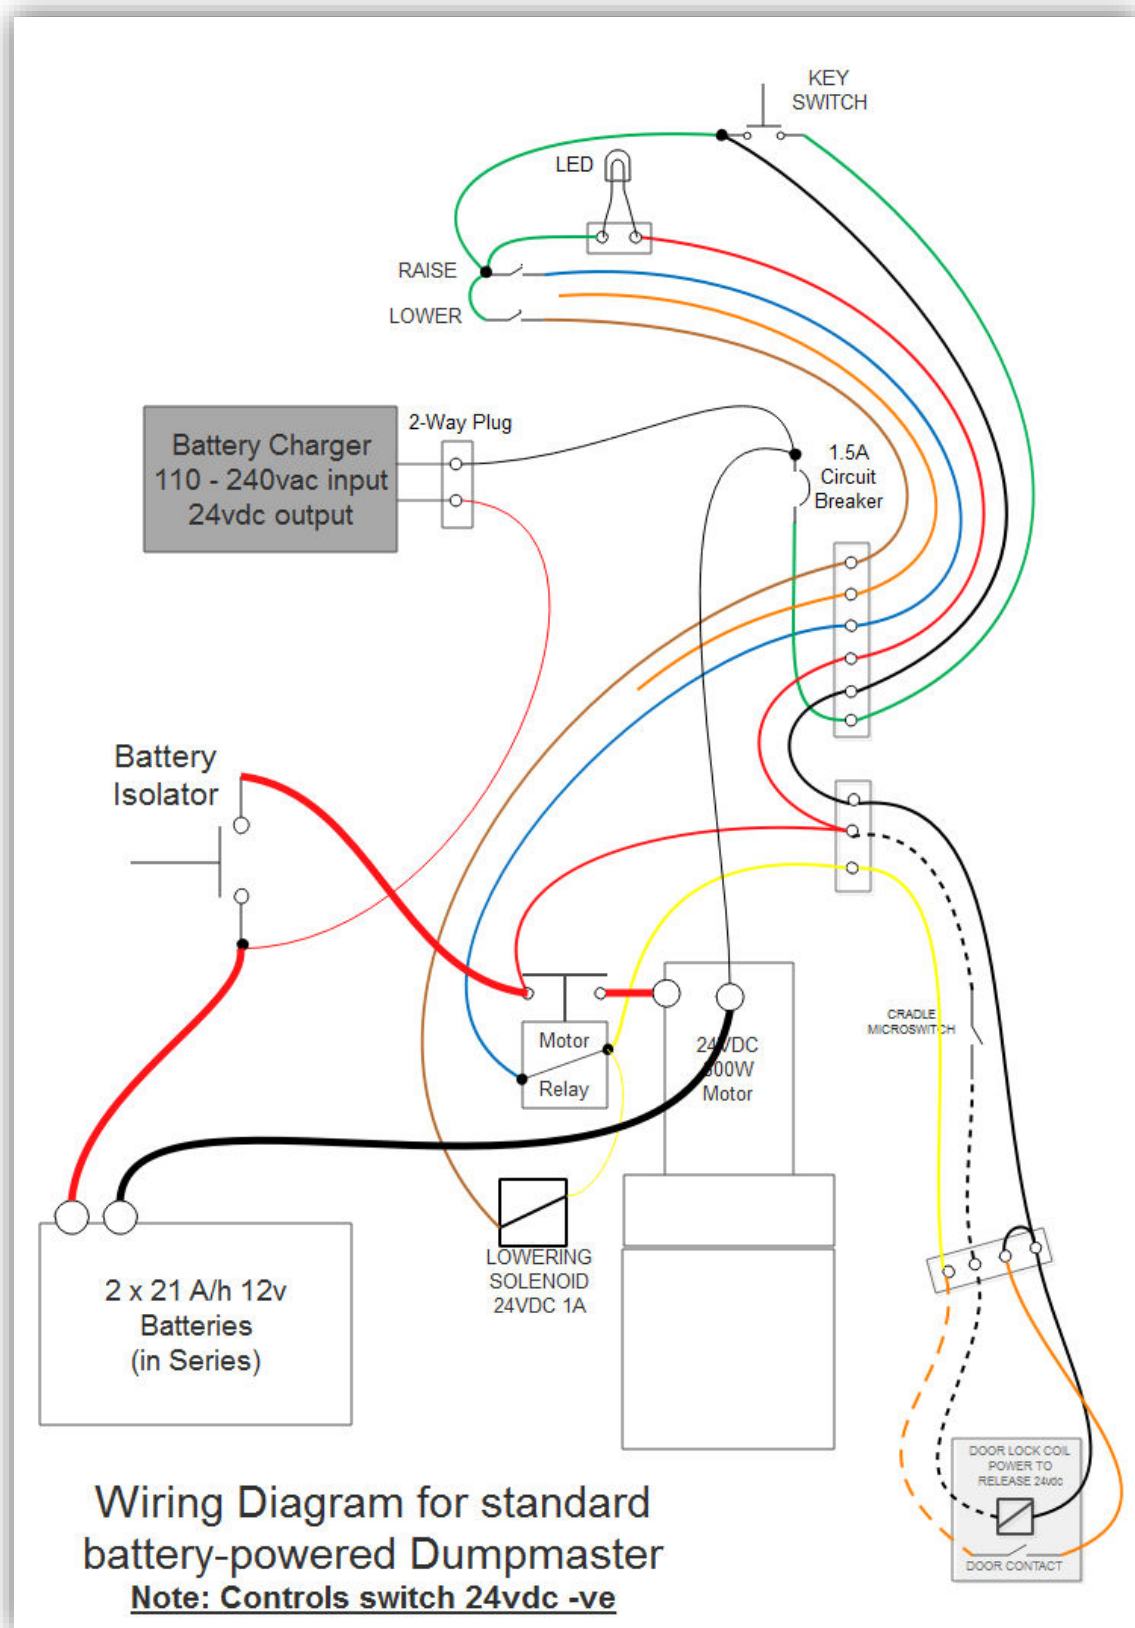 KEY
SWITCH
LED
RAISE
LOWER
2-Way Plug
Battery Charger
110 - 240vac input
24vdc output
1.5A
Circuit
Breaker
Battery
Isolator
CRADLE
MICROSWITCH
Motor
Relay
24VDC
800W
Motor
LOWERING
SOLENOID
24VDC 1A
2 x 21 A/h 12v
Batteries
(in Series)
DOOR LOCK COIL
POWER TO
RELEASE 24vdc
DOOR CONTACT
Wiring Diagram for standard
battery-powered Dumpmaster
Note: Controls switch 24vdc -ve